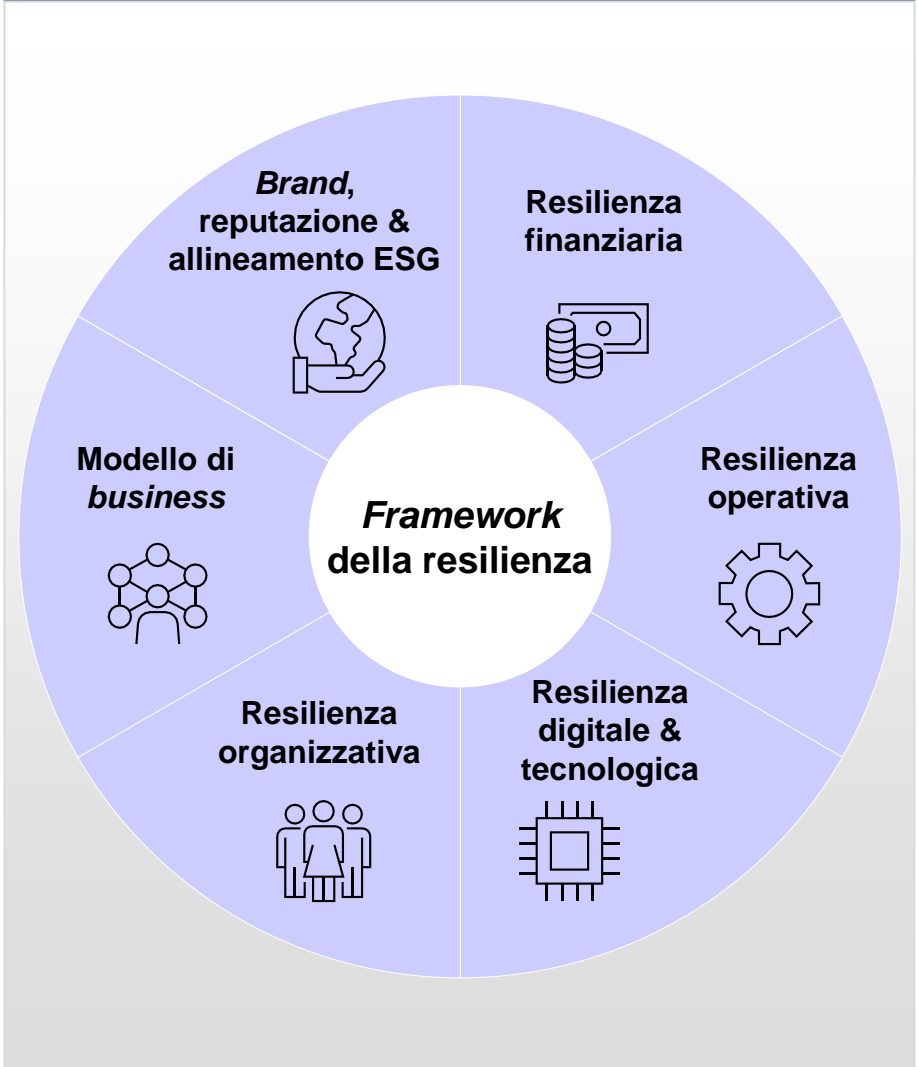 Brand,
reputazione &
allineamento ESG
Resilienza
finanziaria
Modello di
business
Framework
della resilienza
Resilienza
operativa
Resilienza
organizzativa
Resilienza
digitale &
tecnologica